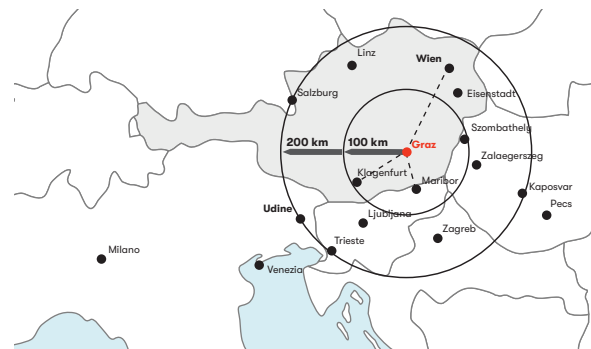 Linz
Wien
Salzburg
Eisenstadt
Szombathely
200 km
100 km
Graz
Zalaegerszeg
Klagenfurt
Maribor
Kaposvar
Pecs
Udine
Ljubljana
Zagreb
Trieste
Milano
Venezia